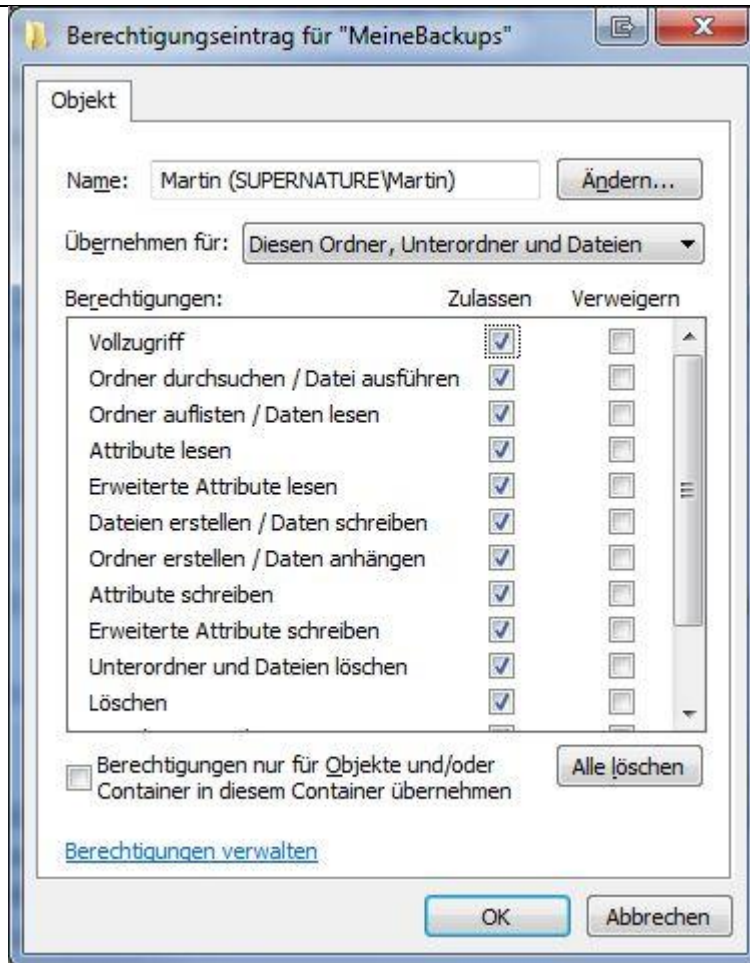 Berechtigungseintrag für "MeineBackups"
Objekt
Name: Martin (SUPERNATURE\Martin) Ändern...
Übernehmen für: Diesen Ordner, Unterordner und Dateien
Berechtigungen: Zulassen Verweigern
Vollzugriff
Ordner durchsuchen / Datei ausführen
Ordner auflisten / Daten lesen
Attribute lesen
Erweiterte Attribute lesen
Dateien erstellen / Daten schreiben
Ordner erstellen / Daten anhängen
Attribute schreiben
Erweiterte Attribute schreiben
Unterordner und Dateien löschen
Löschen
Berechtigungen nur für Objekte und/oder
Container in diesem Container übernehmen
Alle löschen
Berechtigungen verwalten
OK Abbrechen